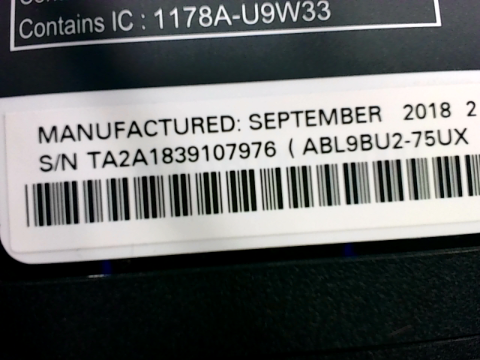 Contains IC : 1178A-U9W33
MANUFACTURED: SEPTEMBER 2018 2
S/N TA2A1839107976 ( ABL9BU2-75UX